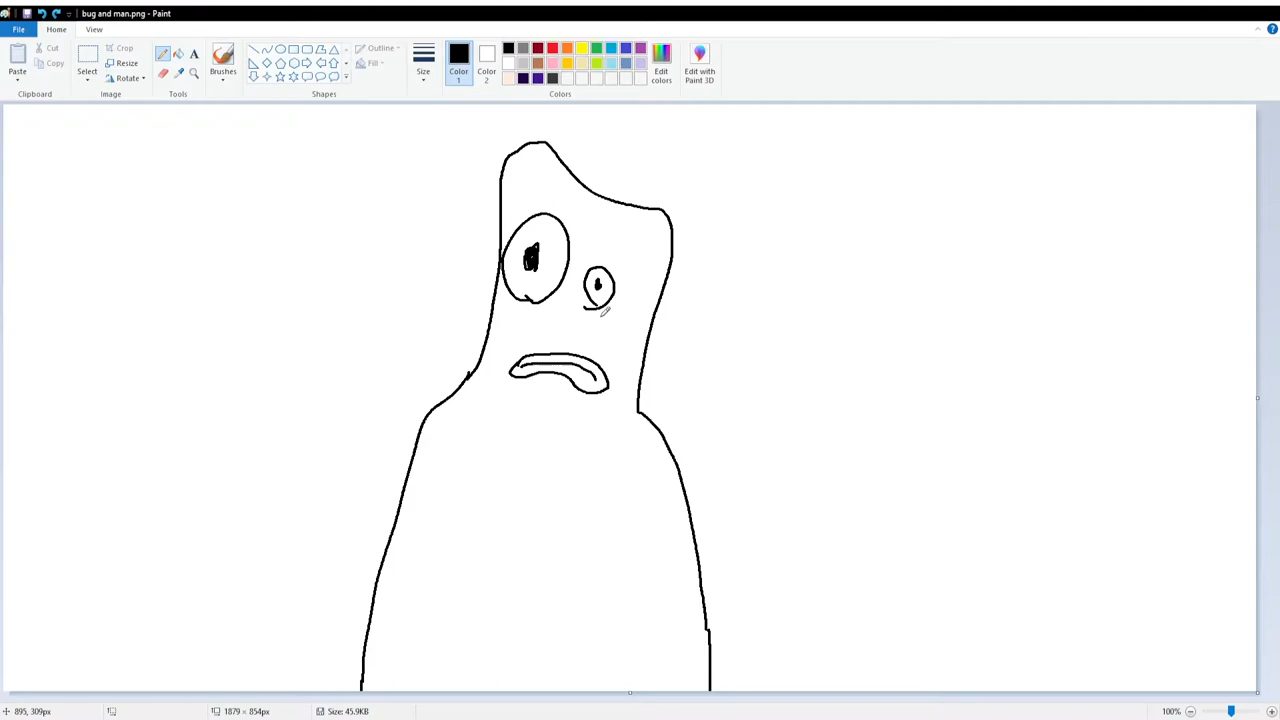 bug and man.png - Paint
File Home View
Paste
Cut
Copy
Clipboard
Select
Crop
Resize
Rotate
Image
A
Tools
Brushes
Outline
Fill
Shapes
Size
Color
1
Color
2
Edit
colors
Edit with
Paint 3D
Colors
895, 309px
1879 × 854px
Size: 45.9KB
100%